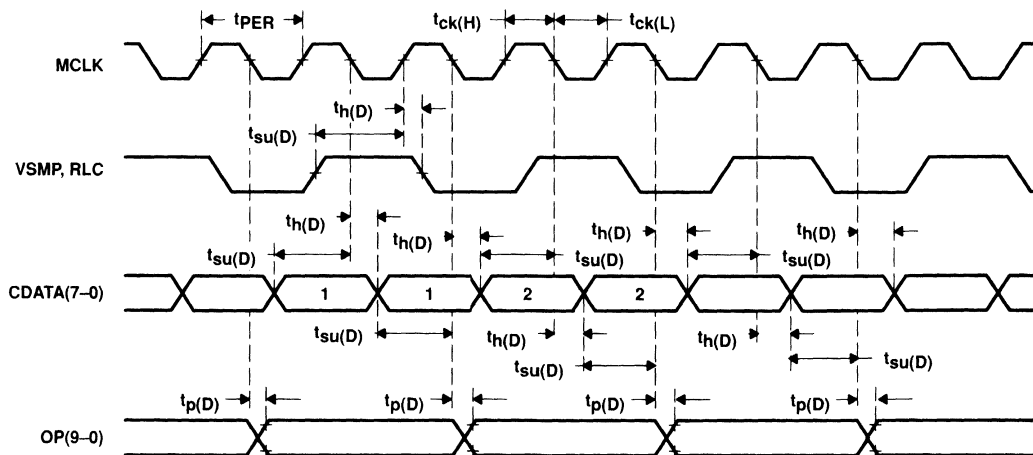 tPER
tck(H)
tck(L)
MCLK
th(D)
tsu(D)
VSMP, RLC
th(D)
th(D)
th(D)
th(D)
tsu(D)
tsu(D)
tsu(D)
CDATA(7–0)
1
1
2
2
tsu(D)
th(D)
th(D)
tsu(D)
tsu(D)
tp(D)
tp(D)
tp(D)
tp(D)
OP(9–0)